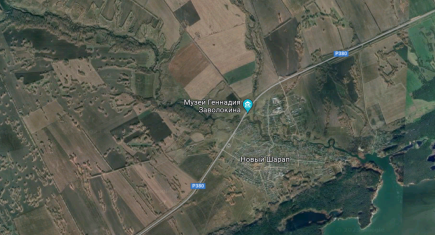 Р380
Музей Геннадия
Заволокина
Новый Шарап
Р380